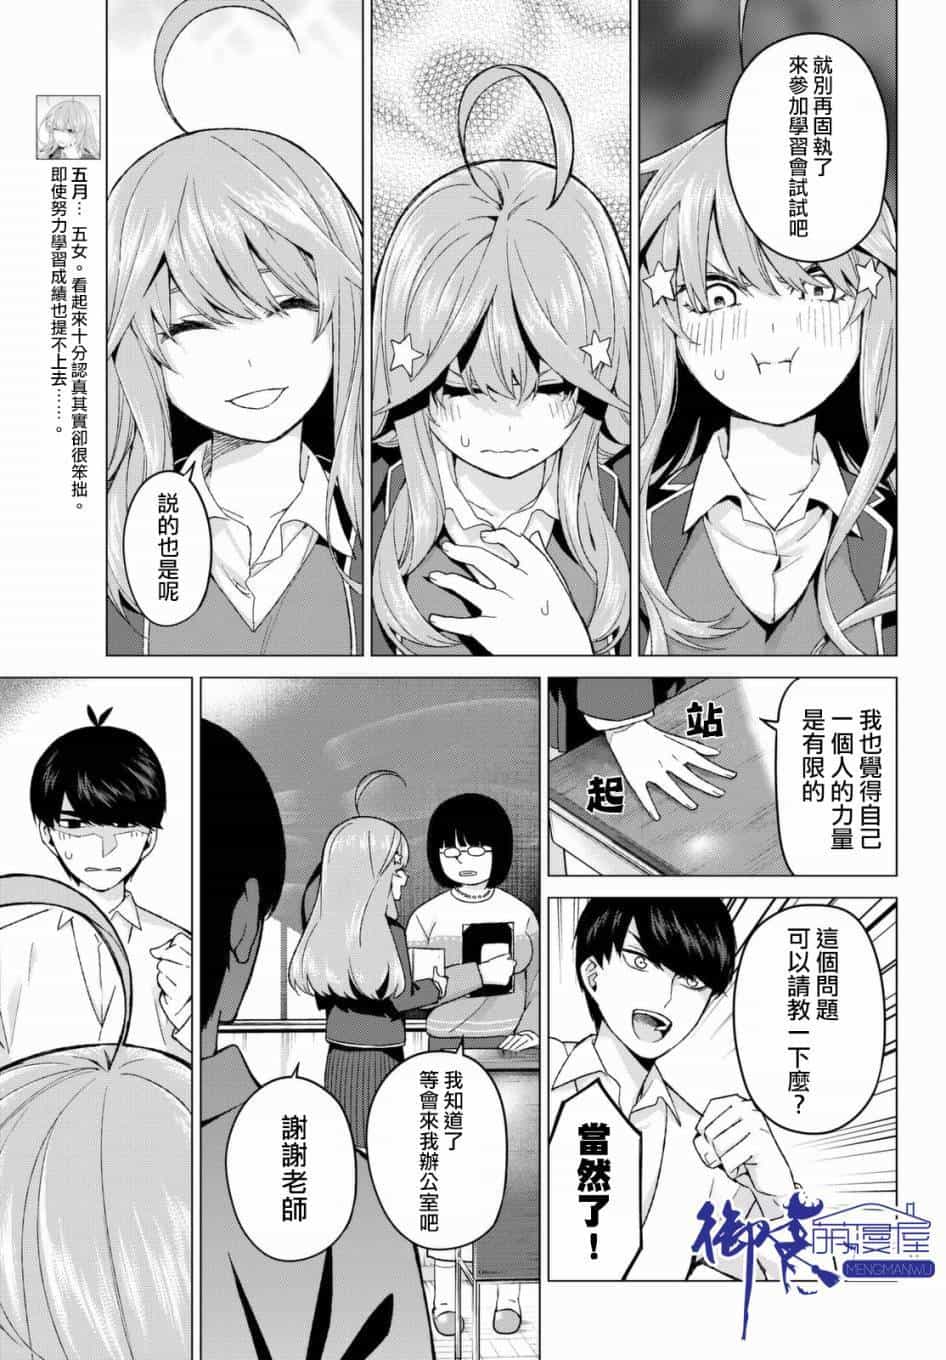 就別再固執了
來參加學習會試試吧
説的也是呢
五月… 五女。看起來十分認真其實卻很笨拙。
即使努力學習成績也提不上去……。
我也覺得自己
一個人的力量
是有限的
站
起
這個問題
可以請教一下麼？
當然了！
我知道了
等會來我辦公室吧
謝謝老師
御
萌漫屋
MENGMANWU